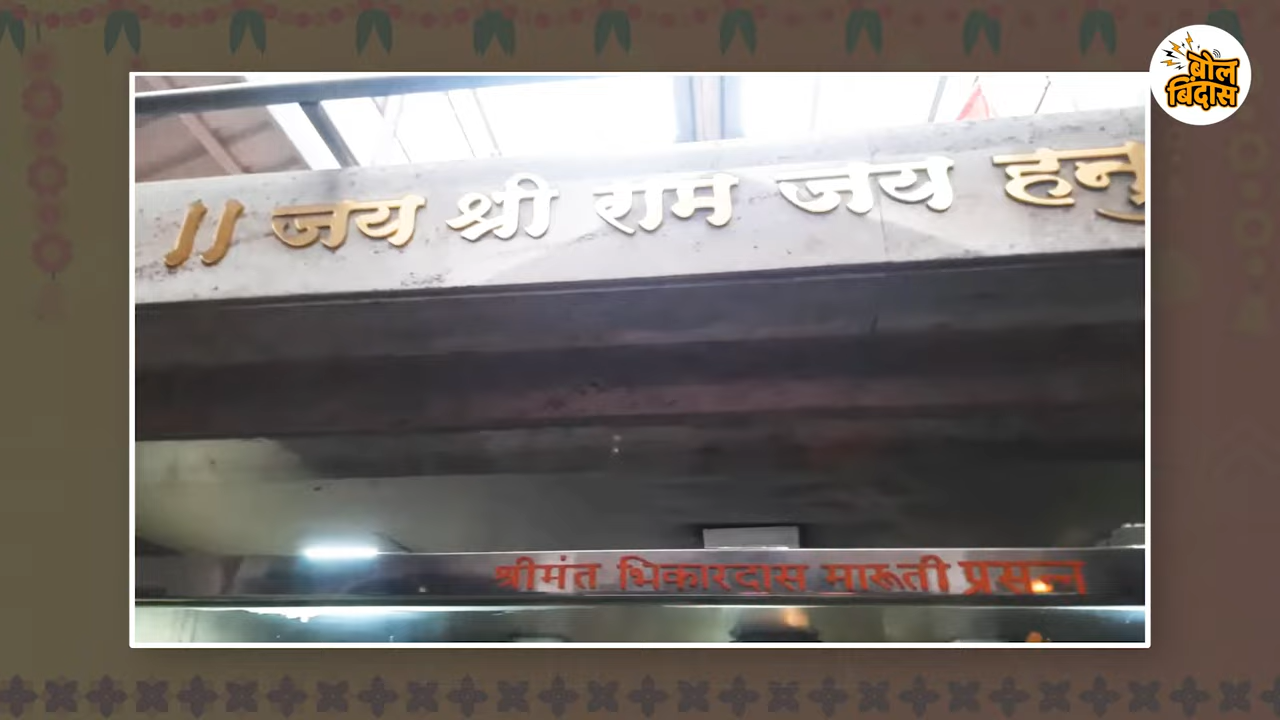 बोल
बिंदास
|| जय श्री राम जय हनु
श्रीमंत भिकारदास मारूती प्रसन्न